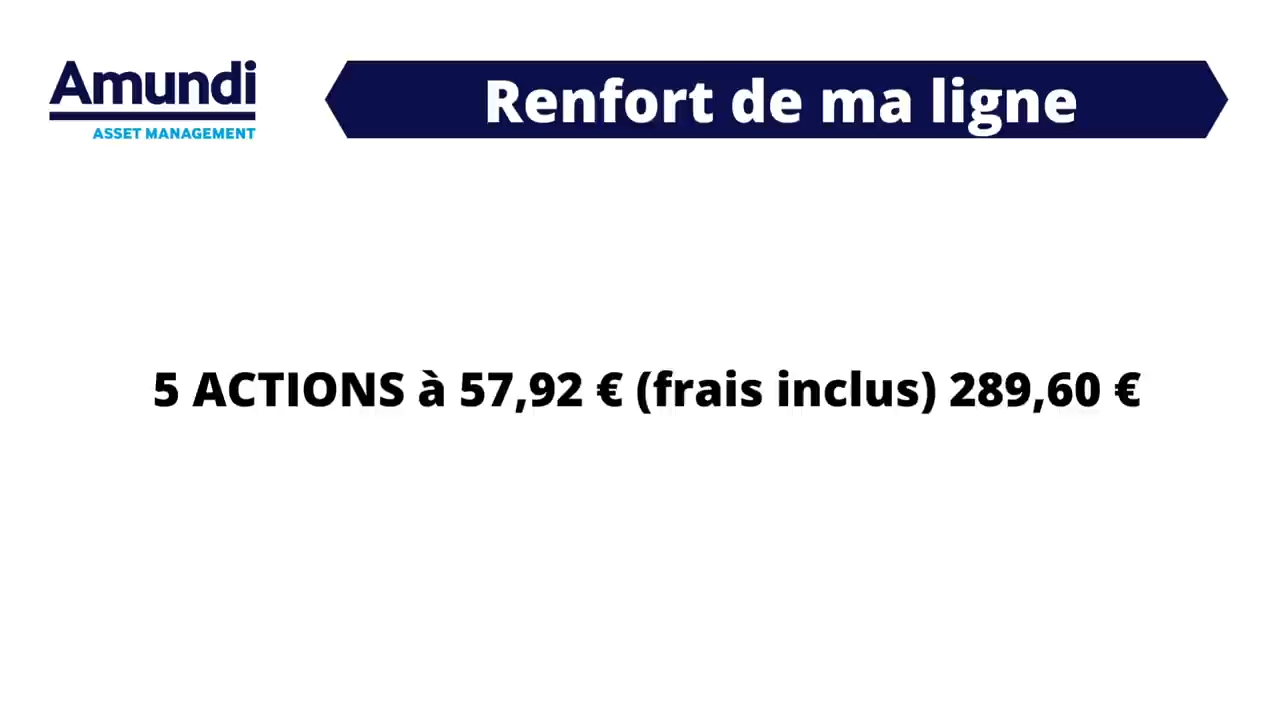 Amundi
ASSET MANAGEMENT
Renfort de ma ligne
5 ACTIONS à 57,92 € (frais inclus) 289,60 €